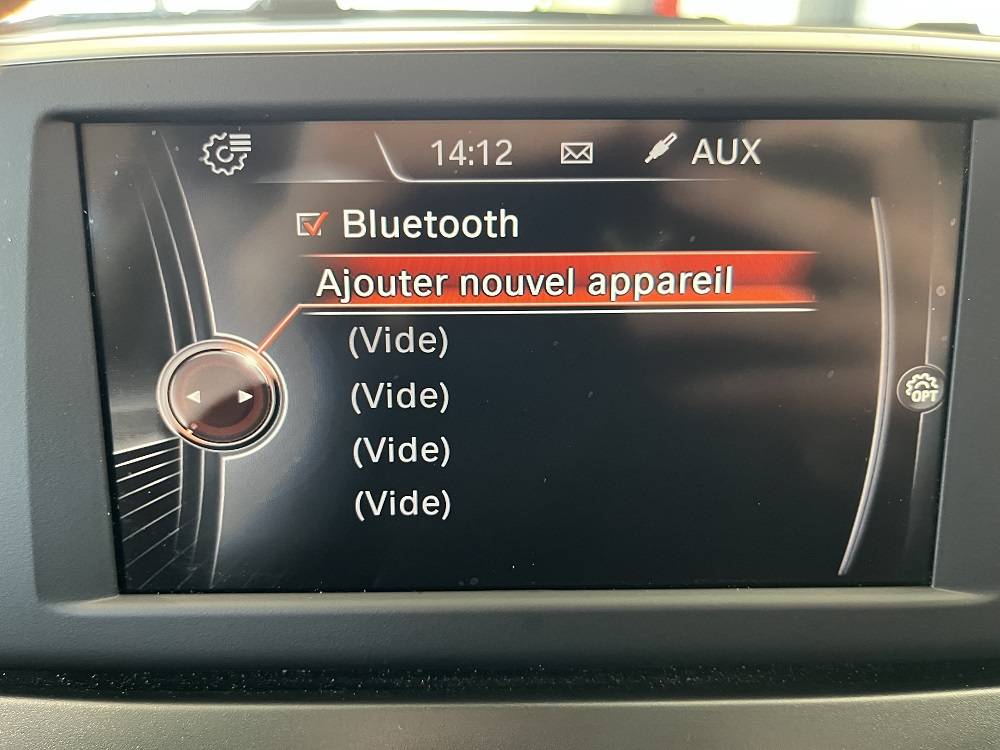 14:12 AUX
Bluetooth
Ajouter nouvel appareil
(Vide)
(Vide)
OPT
(Vide)
(Vide)